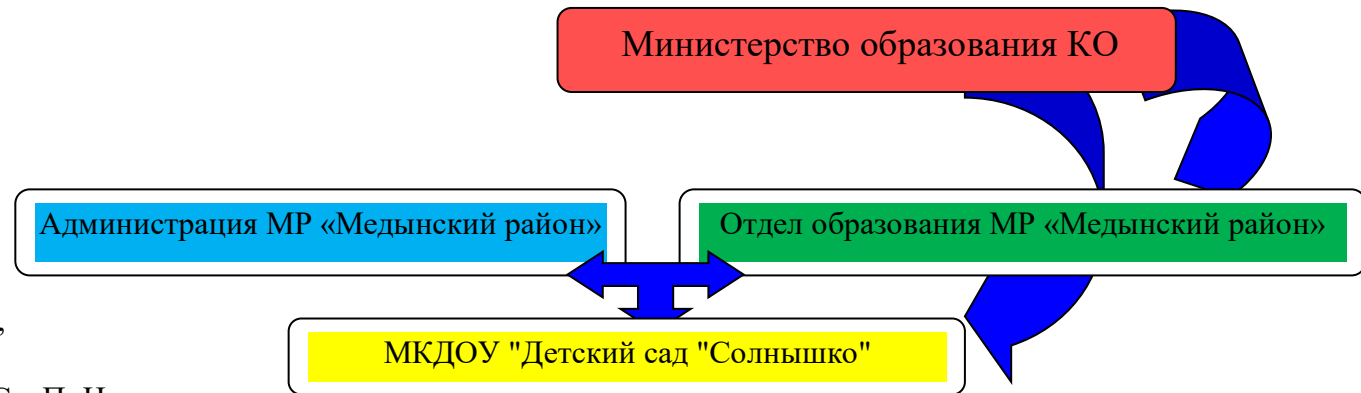 Министерство образования КО
Администрация МР «Медынский район»
Отдел образования МР «Медынский район»
МКДОУ "Детский сад "Солнышко"